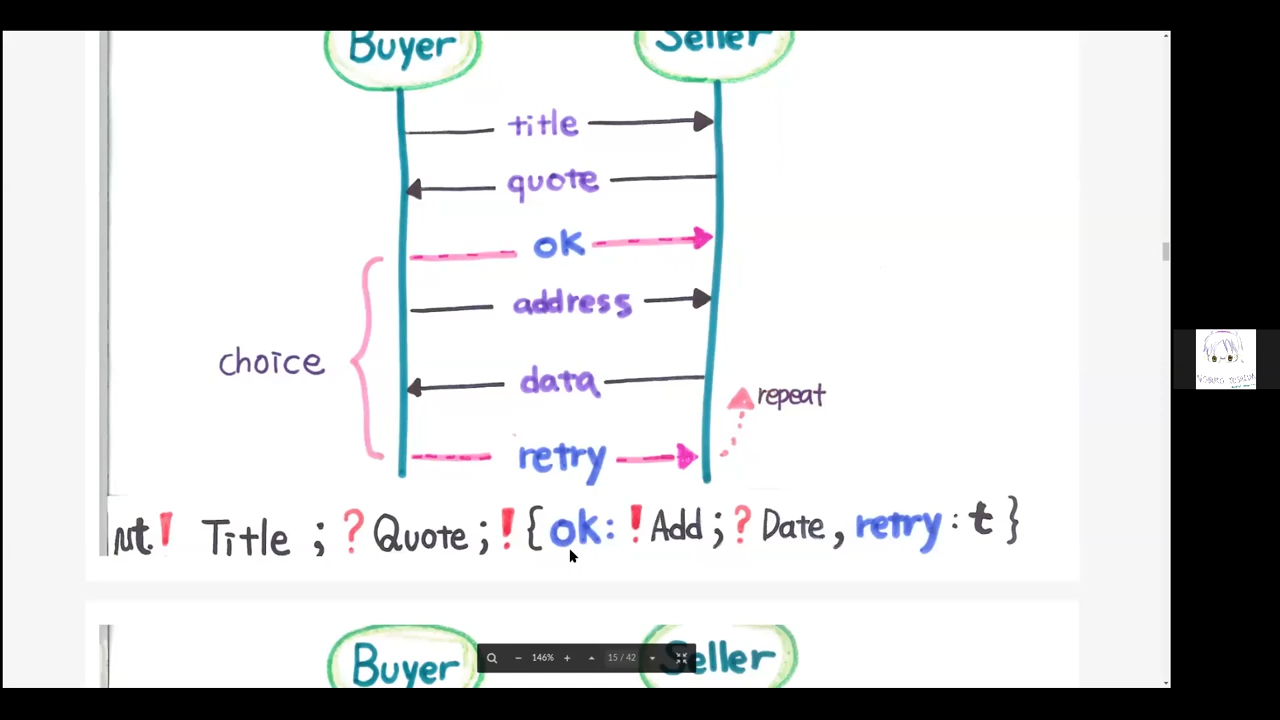 Buyer Seller
title
quote
ok
address
choice
data
repeat
retry
μt.! Title ; ? Quote ; ! { ok: ! Add ; ? Date , retry : t }
Buyer Seller
146% 15 / 42